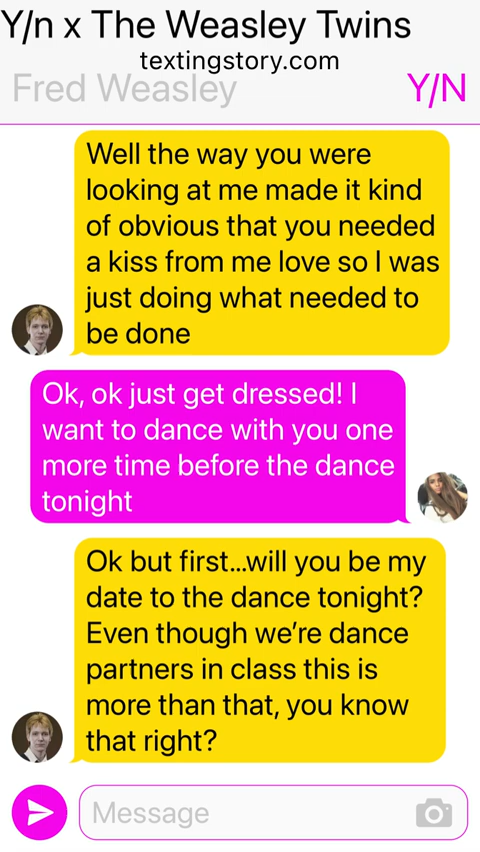 Y/n x The Weasley Twins
textingstory.com
Fred Weasley Y/N
Well the way you were
looking at me made it kind
of obvious that you needed
a kiss from me love so I was
just doing what needed to
be done
Ok, ok just get dressed! I
want to dance with you one
more time before the dance
tonight
Ok but first...will you be my
date to the dance tonight?
Even though we’re dance
partners in class this is
more than that, you know
that right?
Message